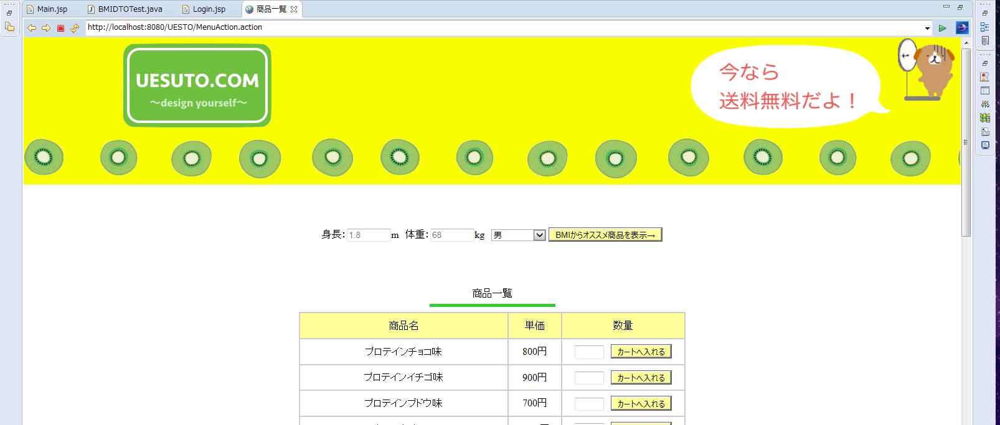 Main.jsp
BMIDTOTest.java
Login.jsp
商品一覧
http://localhost:8080/UESTO/MenuAction.action
UESUTO.COM
〜design yourself〜
今なら
送料無料だよ！
身長： 1.8 m 体重： 68 kg 男 BMIからオススメ商品を表示→
商品一覧
商品名 単価 数量
プロテインチョコ味 800円 カートへ入れる
プロテインイチゴ味 900円 カートへ入れる
プロテインブドウ味 700円 カートへ入れる